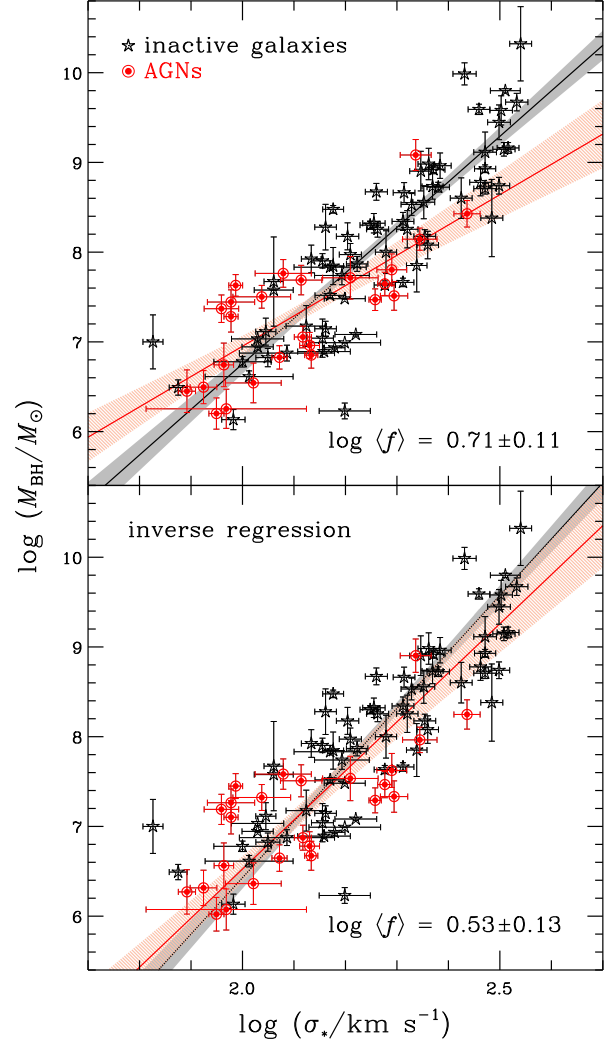 inactive galaxies
AGNs
10
9
8
7
6
log ⟨f⟩ = 0.71±0.11
log (M_BH/M_⊙)
inverse regression
10
9
8
7
6
log ⟨f⟩ = 0.53±0.13
2.0 2.5
log (σ_*/km s⁻¹)